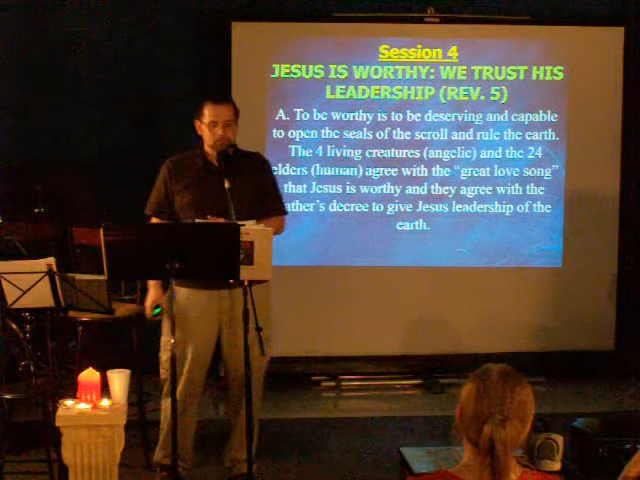 Session 4
JESUS IS WORTHY: WE TRUST HIS
LEADERSHIP (REV. 5)
A. To be worthy is to be deserving and capable
to open the seals of the scroll and rule the earth.
The 4 living creatures (angelic) and the 24
elders (human) agree with the “great love song”
that Jesus is worthy and they agree with the
ather’s decree to give Jesus leadership of the
earth.